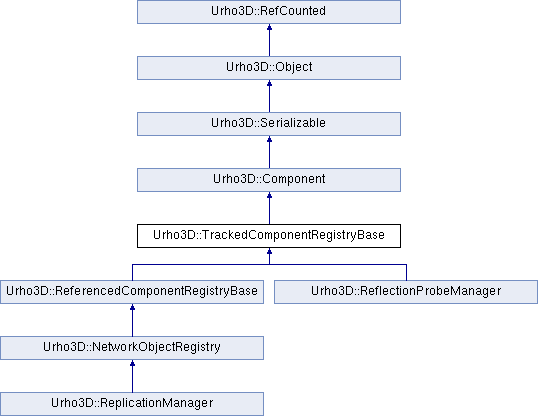 Urho3D::RefCounted
Urho3D::Object
Urho3D::Serializable
Urho3D::Component
Urho3D::TrackedComponentRegistryBase
Urho3D::ReferencedComponentRegistryBase
Urho3D::ReflectionProbeManager
Urho3D::NetworkObjectRegistry
Urho3D::ReplicationManager